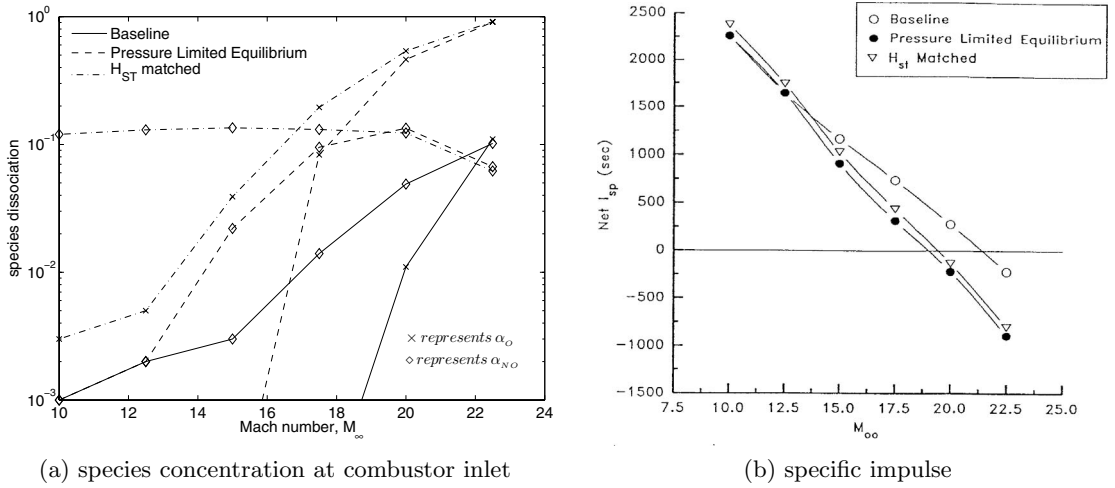 Baseline
Pressure Limited Equilibrium
H_ST matched
species dissociation
10^0
10^-1
10^-2
10^-3
× represents α_O
◇ represents α_NO
10 12 14 16 18 20 22 24
Mach number, M_∞
(a) species concentration at combustor inlet
○ Baseline
● Pressure Limited Equilibrium
▽ H_st Matched
Net I_sp (sec)
2500
2000
1500
1000
500
0
−500
−1000
−1500
7.5 10.0 12.5 15.0 17.5 20.0 22.5 25.0
M_∞
(b) specific impulse